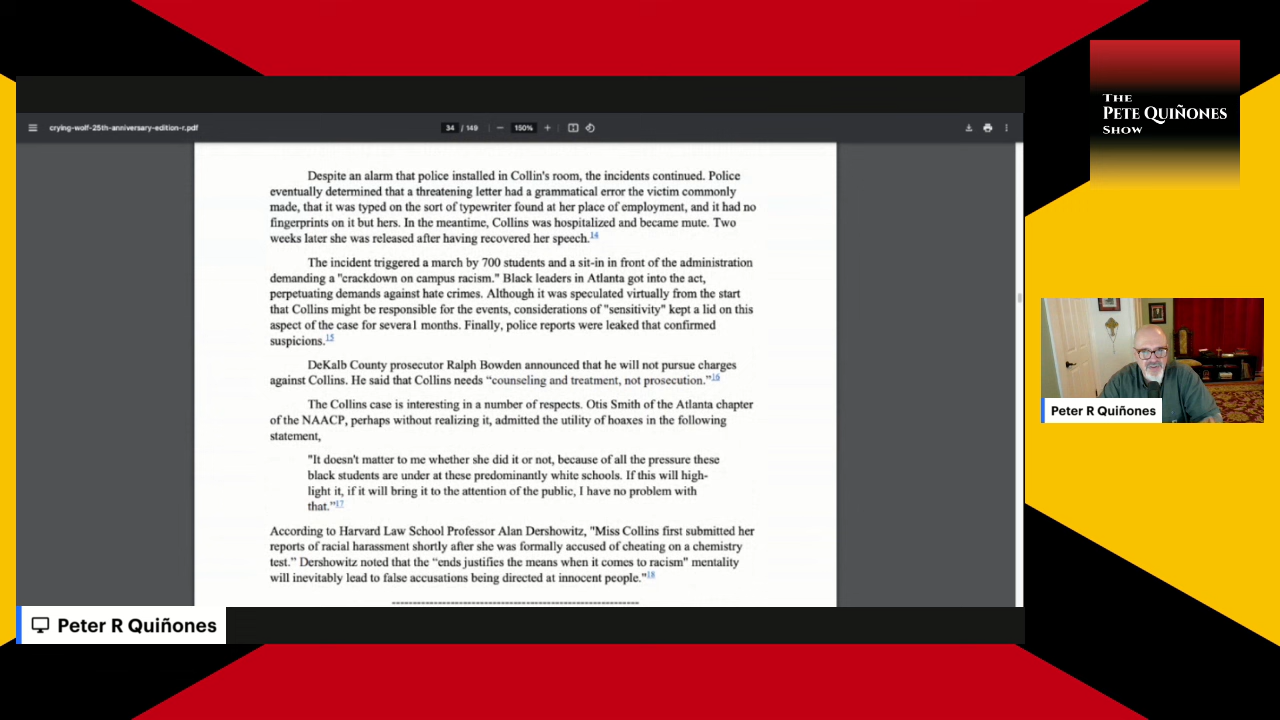 THE
PETE QUIÑONES
SHOW
crying-wolf-25th-anniversary-edition-r.pdf
34 / 149
150%
Despite an alarm that police installed in Collin's room, the incidents continued. Police
eventually determined that a threatening letter had a grammatical error the victim commonly
made, that it was typed on the sort of typewriter found at her place of employment, and it had no
fingerprints on it but hers. In the meantime, Collins was hospitalized and became mute. Two
weeks later she was released after having recovered her speech.14
The incident triggered a march by 700 students and a sit-in in front of the administration
demanding a "crackdown on campus racism." Black leaders in Atlanta got into the act,
perpetuating demands against hate crimes. Although it was speculated virtually from the start
that Collins might be responsible for the events, considerations of "sensitivity" kept a lid on this
aspect of the case for several months. Finally, police reports were leaked that confirmed
suspicions.15
DeKalb County prosecutor Ralph Bowden announced that he will not pursue charges
against Collins. He said that Collins needs “counseling and treatment, not prosecution.”16
The Collins case is interesting in a number of respects. Otis Smith of the Atlanta chapter
of the NAACP, perhaps without realizing it, admitted the utility of hoaxes in the following
statement,
"It doesn't matter to me whether she did it or not, because of all the pressure these
black students are under at these predominantly white schools. If this will high-
light it, if it will bring it to the attention of the public, I have no problem with
that.”17
According to Harvard Law School Professor Alan Dershowitz, "Miss Collins first submitted her
reports of racial harassment shortly after she was formally accused of cheating on a chemistry
test.” Dershowitz noted that the “ends justifies the means when it comes to racism" mentality
will inevitably lead to false accusations being directed at innocent people.”18
Peter R Quiñones
Peter R Quiñones